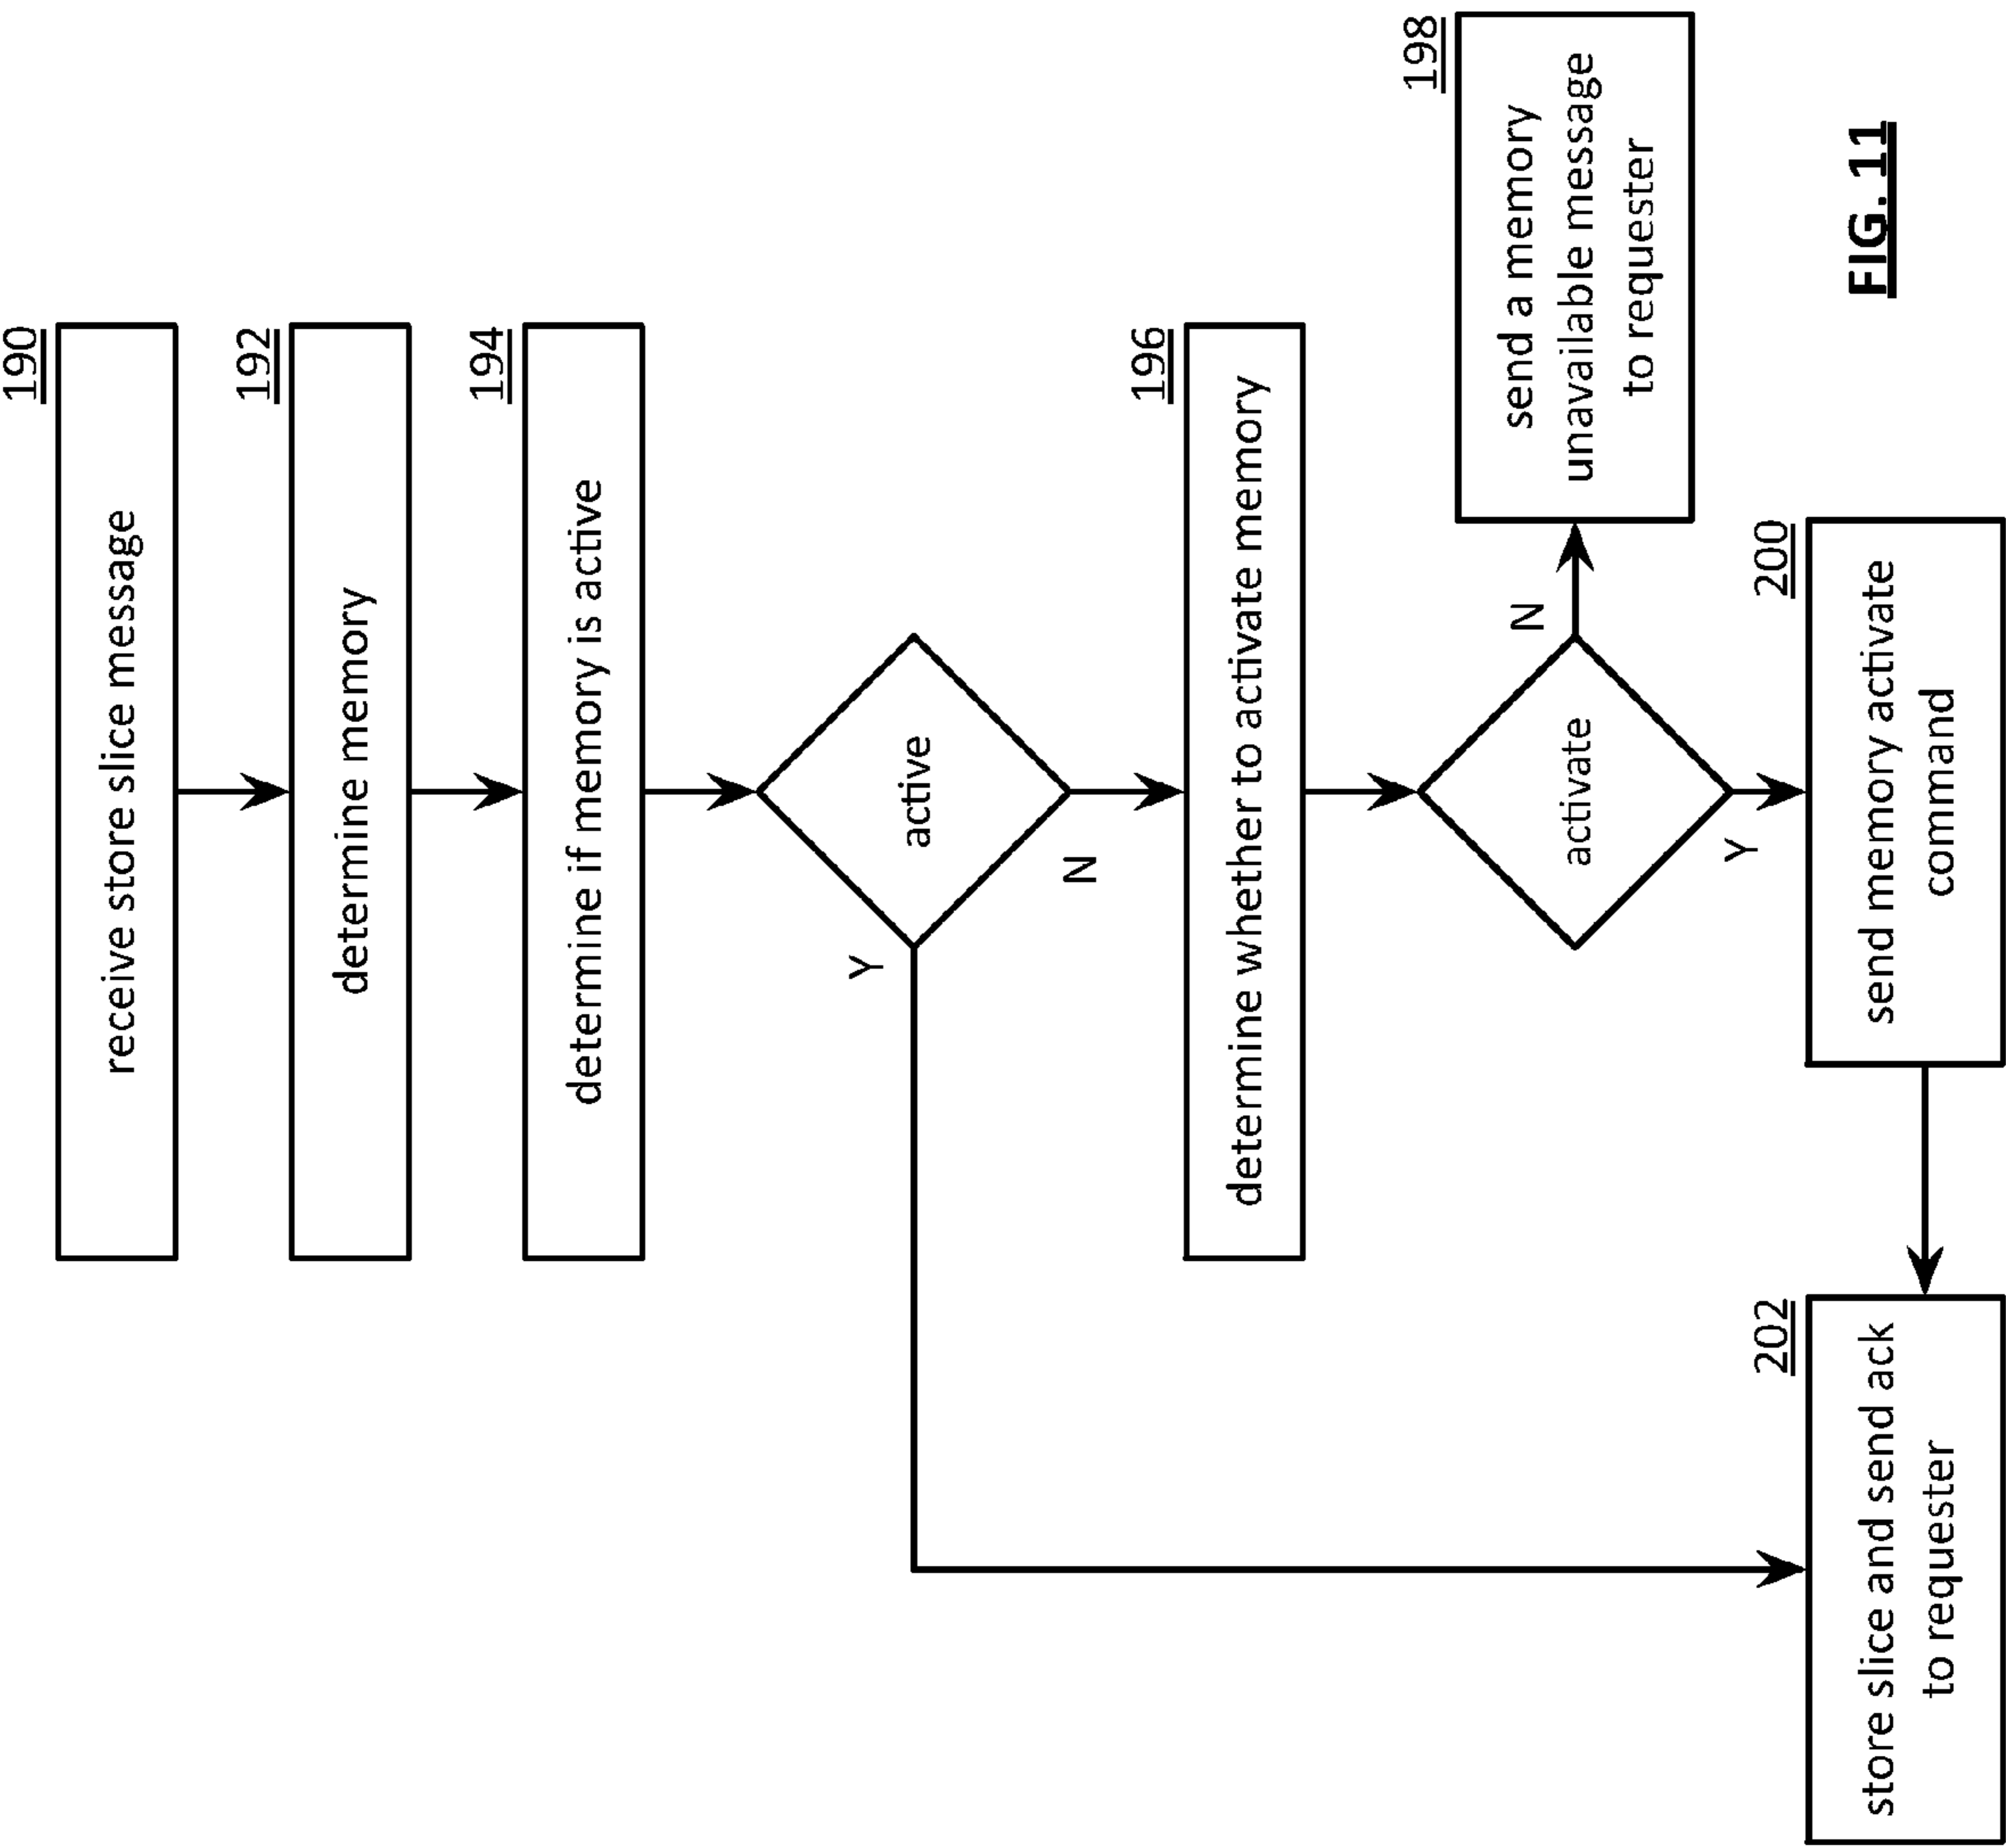 190
receive store slice message
192
determine memory
194
determine if memory is active
active
Y
N
196
determine whether to activate memory
activate
N
198
send a memory
unavailable message
to requester
Y
200
send memory activate
command
202
store slice and send ack
to requester
FIG. 11